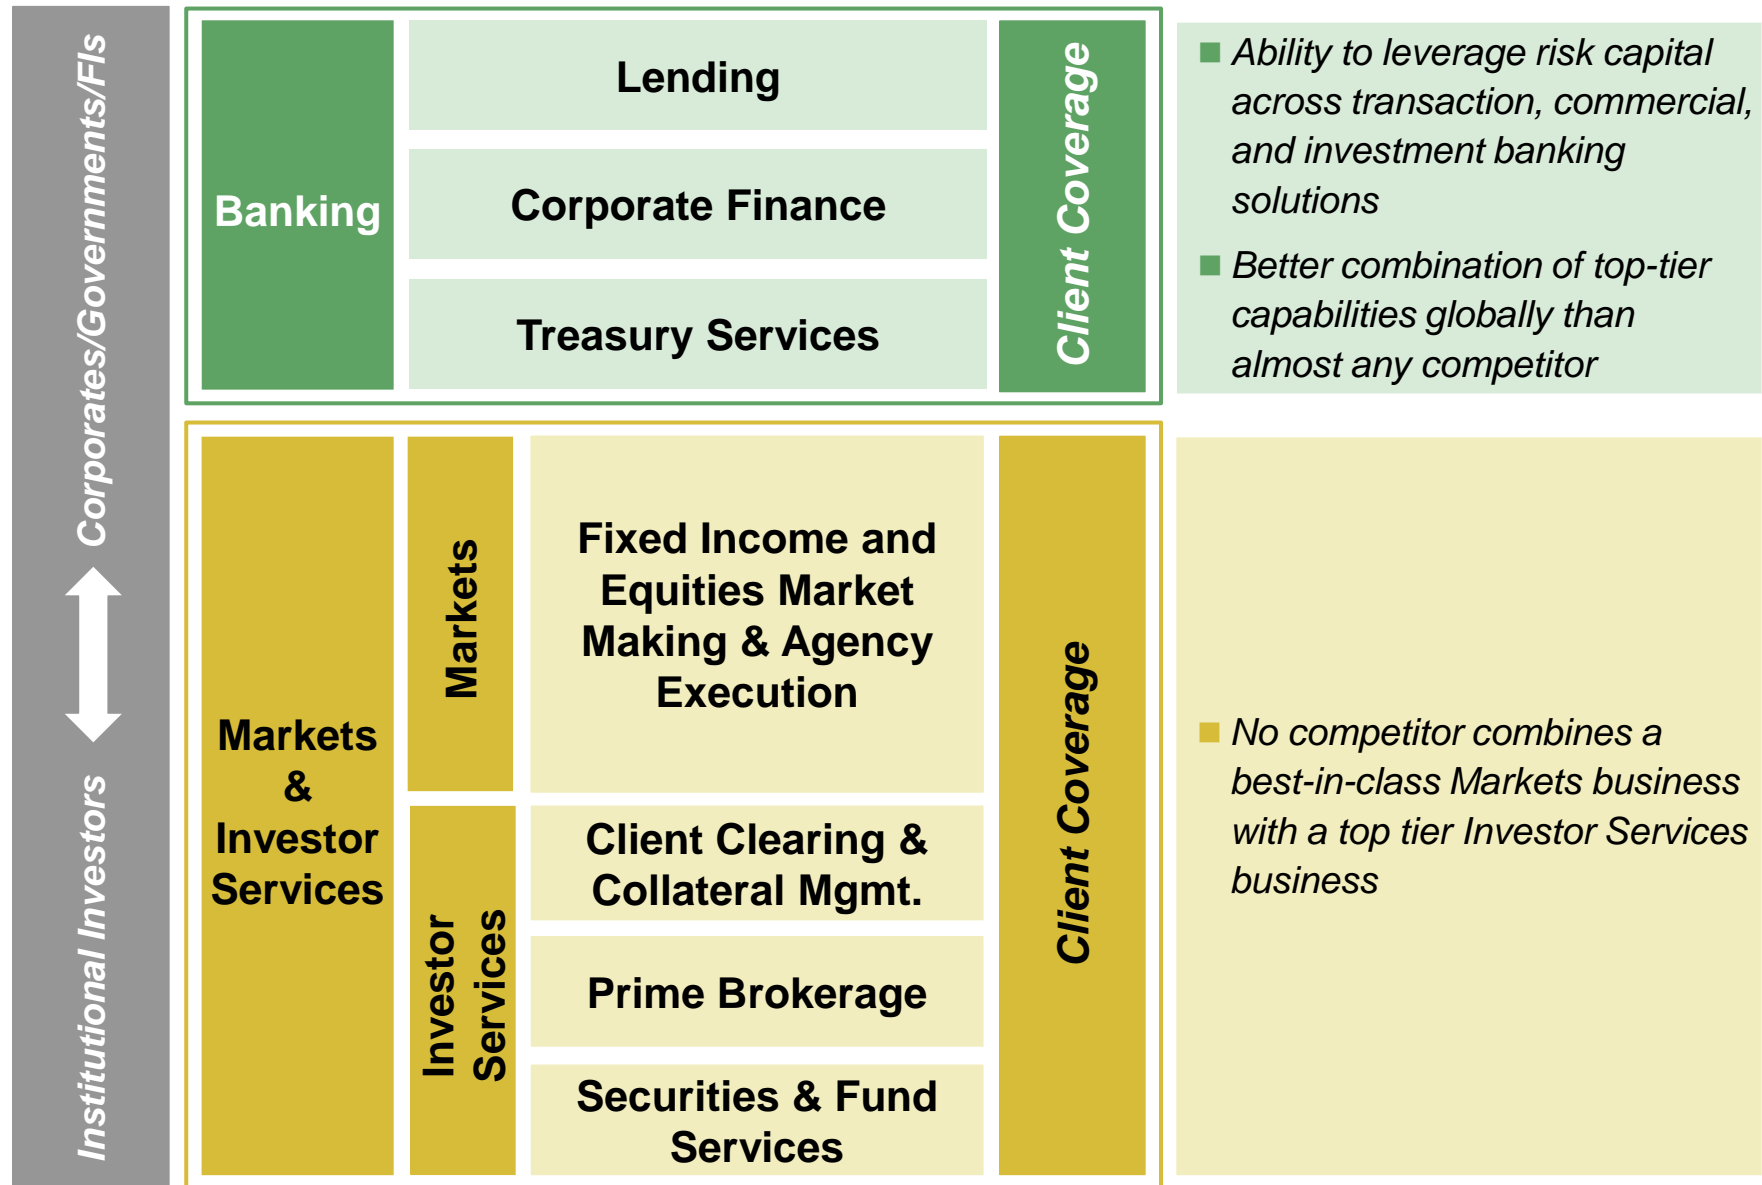 Corporates/Governments/FIs
Institutional Investors
Banking
Lending
Corporate Finance
Treasury Services
Client Coverage
Ability to leverage risk capital
across transaction, commercial,
and investment banking
solutions
Better combination of top-tier
capabilities globally than
almost any competitor
Markets
&
Investor
Services
Markets
Fixed Income and
Equities Market
Making & Agency
Execution
Investor
Services
Client Clearing &
Collateral Mgmt.
Prime Brokerage
Securities & Fund
Services
Client Coverage
No competitor combines a
best-in-class Markets business
with a top tier Investor Services
business